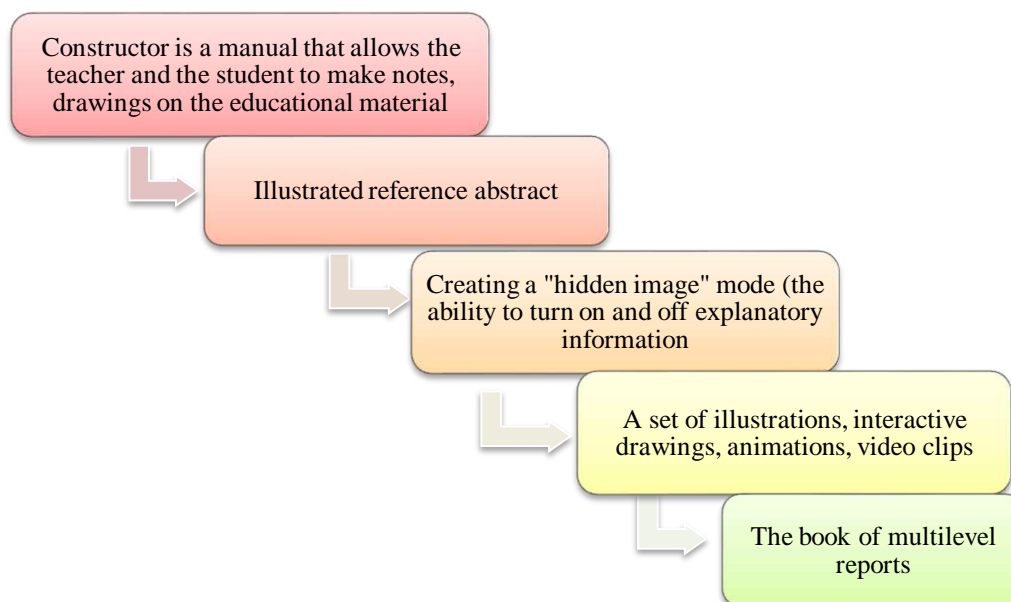 Constructor is a manual that allows the
teacher and the student to make notes,
drawings on the educational material
Illustrated reference abstract
Creating a "hidden image" mode (the
ability to turn on and off explanatory
information
A set of illustrations, interactive
drawings, animations, video clips
The book of multilevel
reports